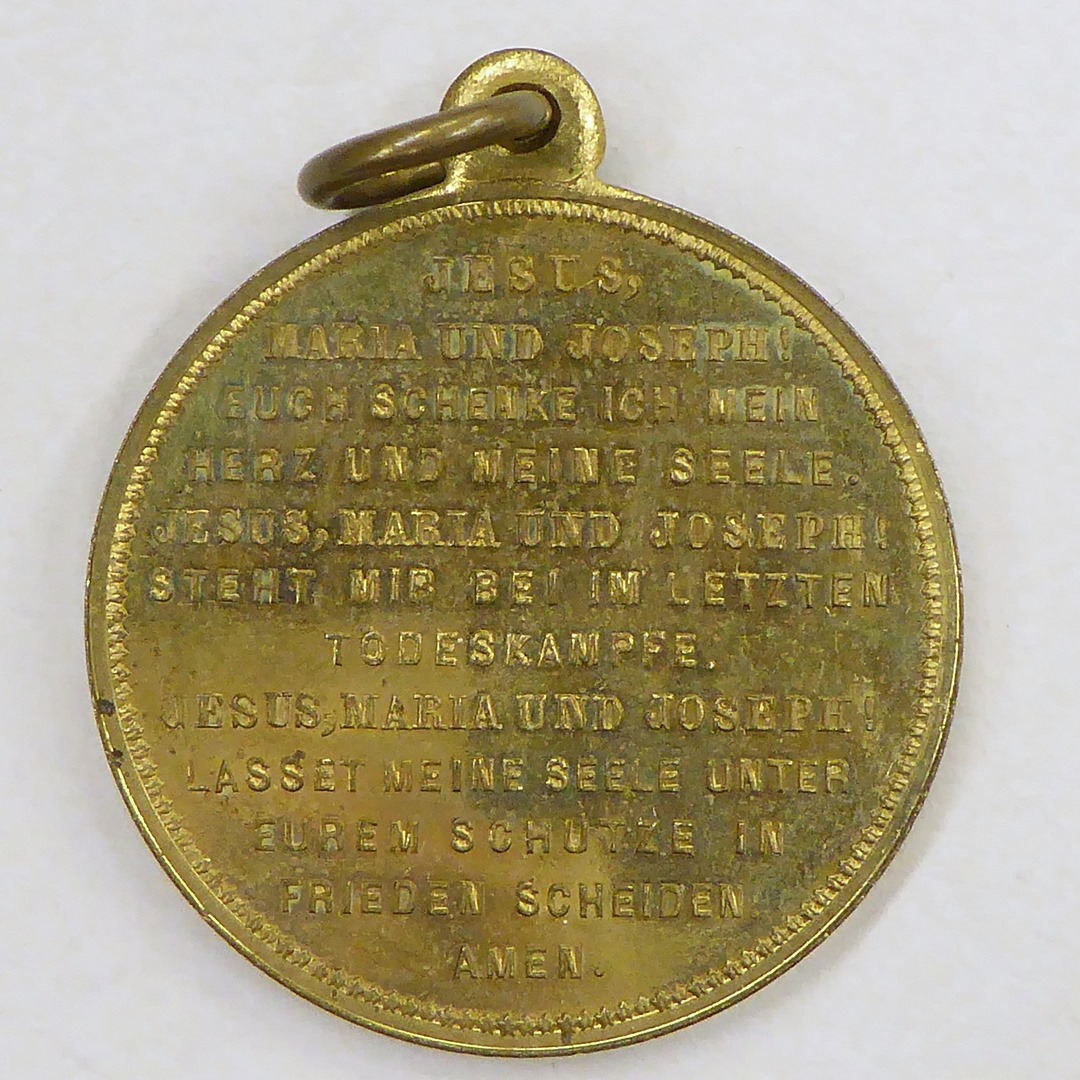 JESUS,
MARIA UND JOSEPH!
EUCH SCHENKE ICH MEIN
HERZ UND MEINE SEELE.
JESUS, MARIA UND JOSEPH!
STEHT MIR BEI IM LETZTEN
TODESKAMPFE.
JESUS, MARIA UND JOSEPH!
LASSET MEINE SEELE UNTER
EUREM SCHUTZE IN
FRIEDEN SCHEIDEN
AMEN.